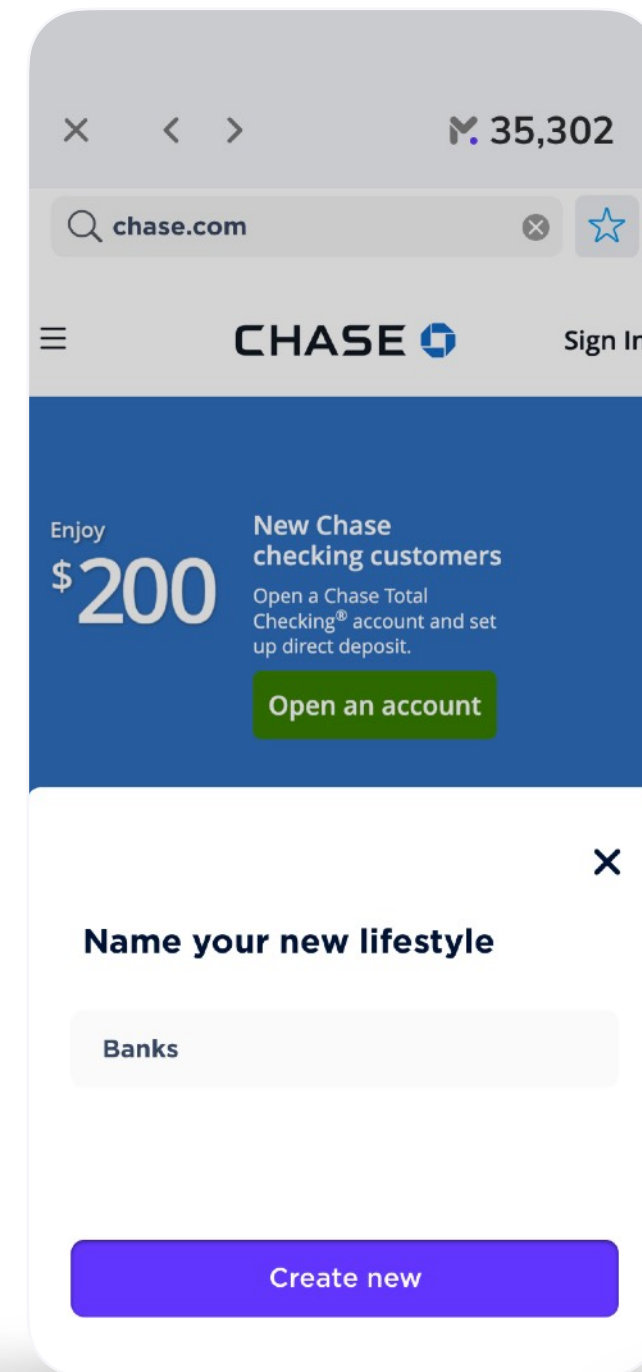 35,302
chase.com
CHASE
Sign In
Enjoy
$200
New Chase
checking customers
Open a Chase Total
Checking® account and set
up direct deposit.
Open an account
Name your new lifestyle
Banks
Create new